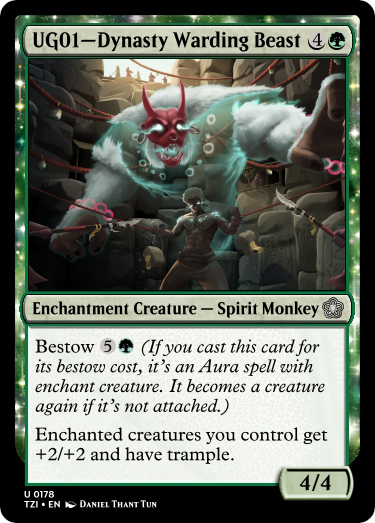 UG01—Dynasty Warding Beast 4
Enchantment Creature — Spirit Monkey
Bestow 5 (If you cast this card for
its bestow cost, it's an Aura spell with
enchant creature. It becomes a creature
again if it's not attached.)
Enchanted creatures you control get
+2/+2 and have trample.
4/4
U 0178
TZI • EN Daniel Thant Tun